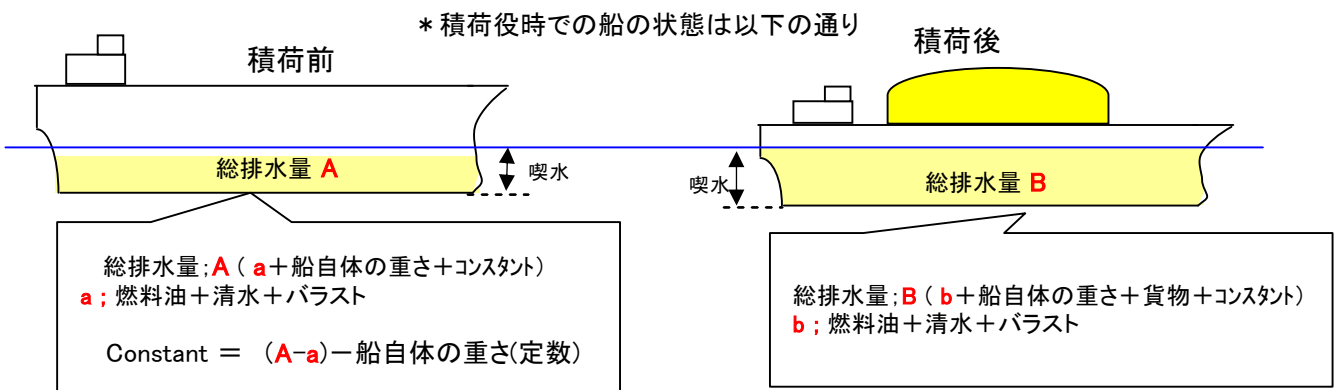 *積荷役時での船の状態は以下の通り
積荷前
積荷後
総排水量 A
喫水
喫水
総排水量 B
総排水量;A ( a+船自体の重さ+コンスタント)
a ; 燃料油+清水+バラスト
Constant = (A-a)-船自体の重さ(定数)
総排水量;B ( b+船自体の重さ+貨物+コンスタント)
b ; 燃料油+清水+バラスト